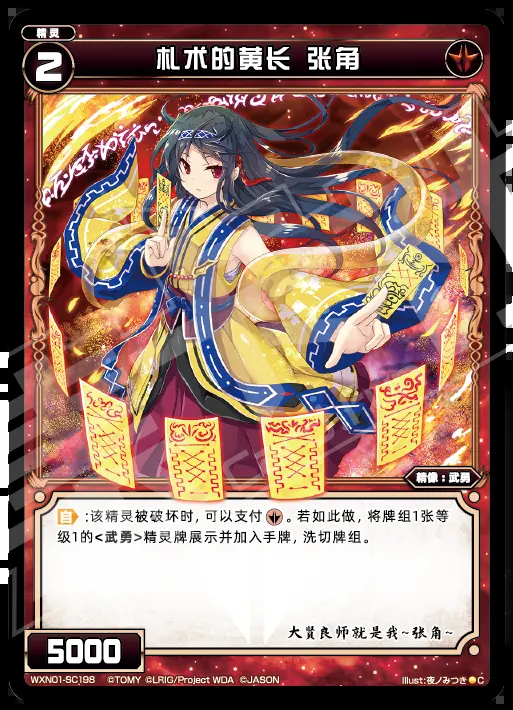 精灵
2
札术的黄长 张角
精像：武勇
自 :该精灵被破坏时, 可以支付 。若如此做, 将牌组1张等
级1的<武勇>精灵牌展示并加入手牌, 洗切牌组。
大贤良师就是我~张角~
5000
WXN01-SC198 ©TOMY ©LRIG/Project WDA ©JASON
Illust:夜ノみつき C